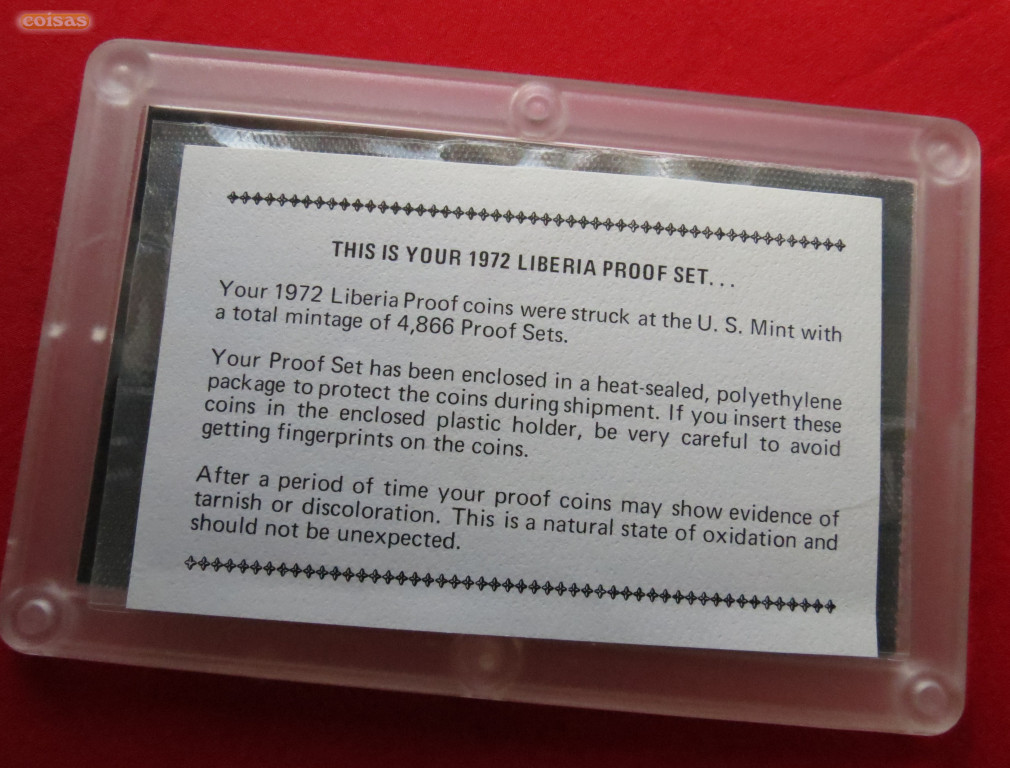 coisas
THIS IS YOUR 1972 LIBERIA PROOF SET...
Your 1972 Liberia Proof coins were struck at the U. S. Mint with
a total mintage of 4,866 Proof Sets.
Your Proof Set has been enclosed in a heat-sealed, polyethylene
package to protect the coins during shipment. If you insert these
coins in the enclosed plastic holder, be very careful to avoid
getting fingerprints on the coins.
After a period of time your proof coins may show evidence of
tarnish or discoloration. This is a natural state of oxidation and
should not be unexpected.